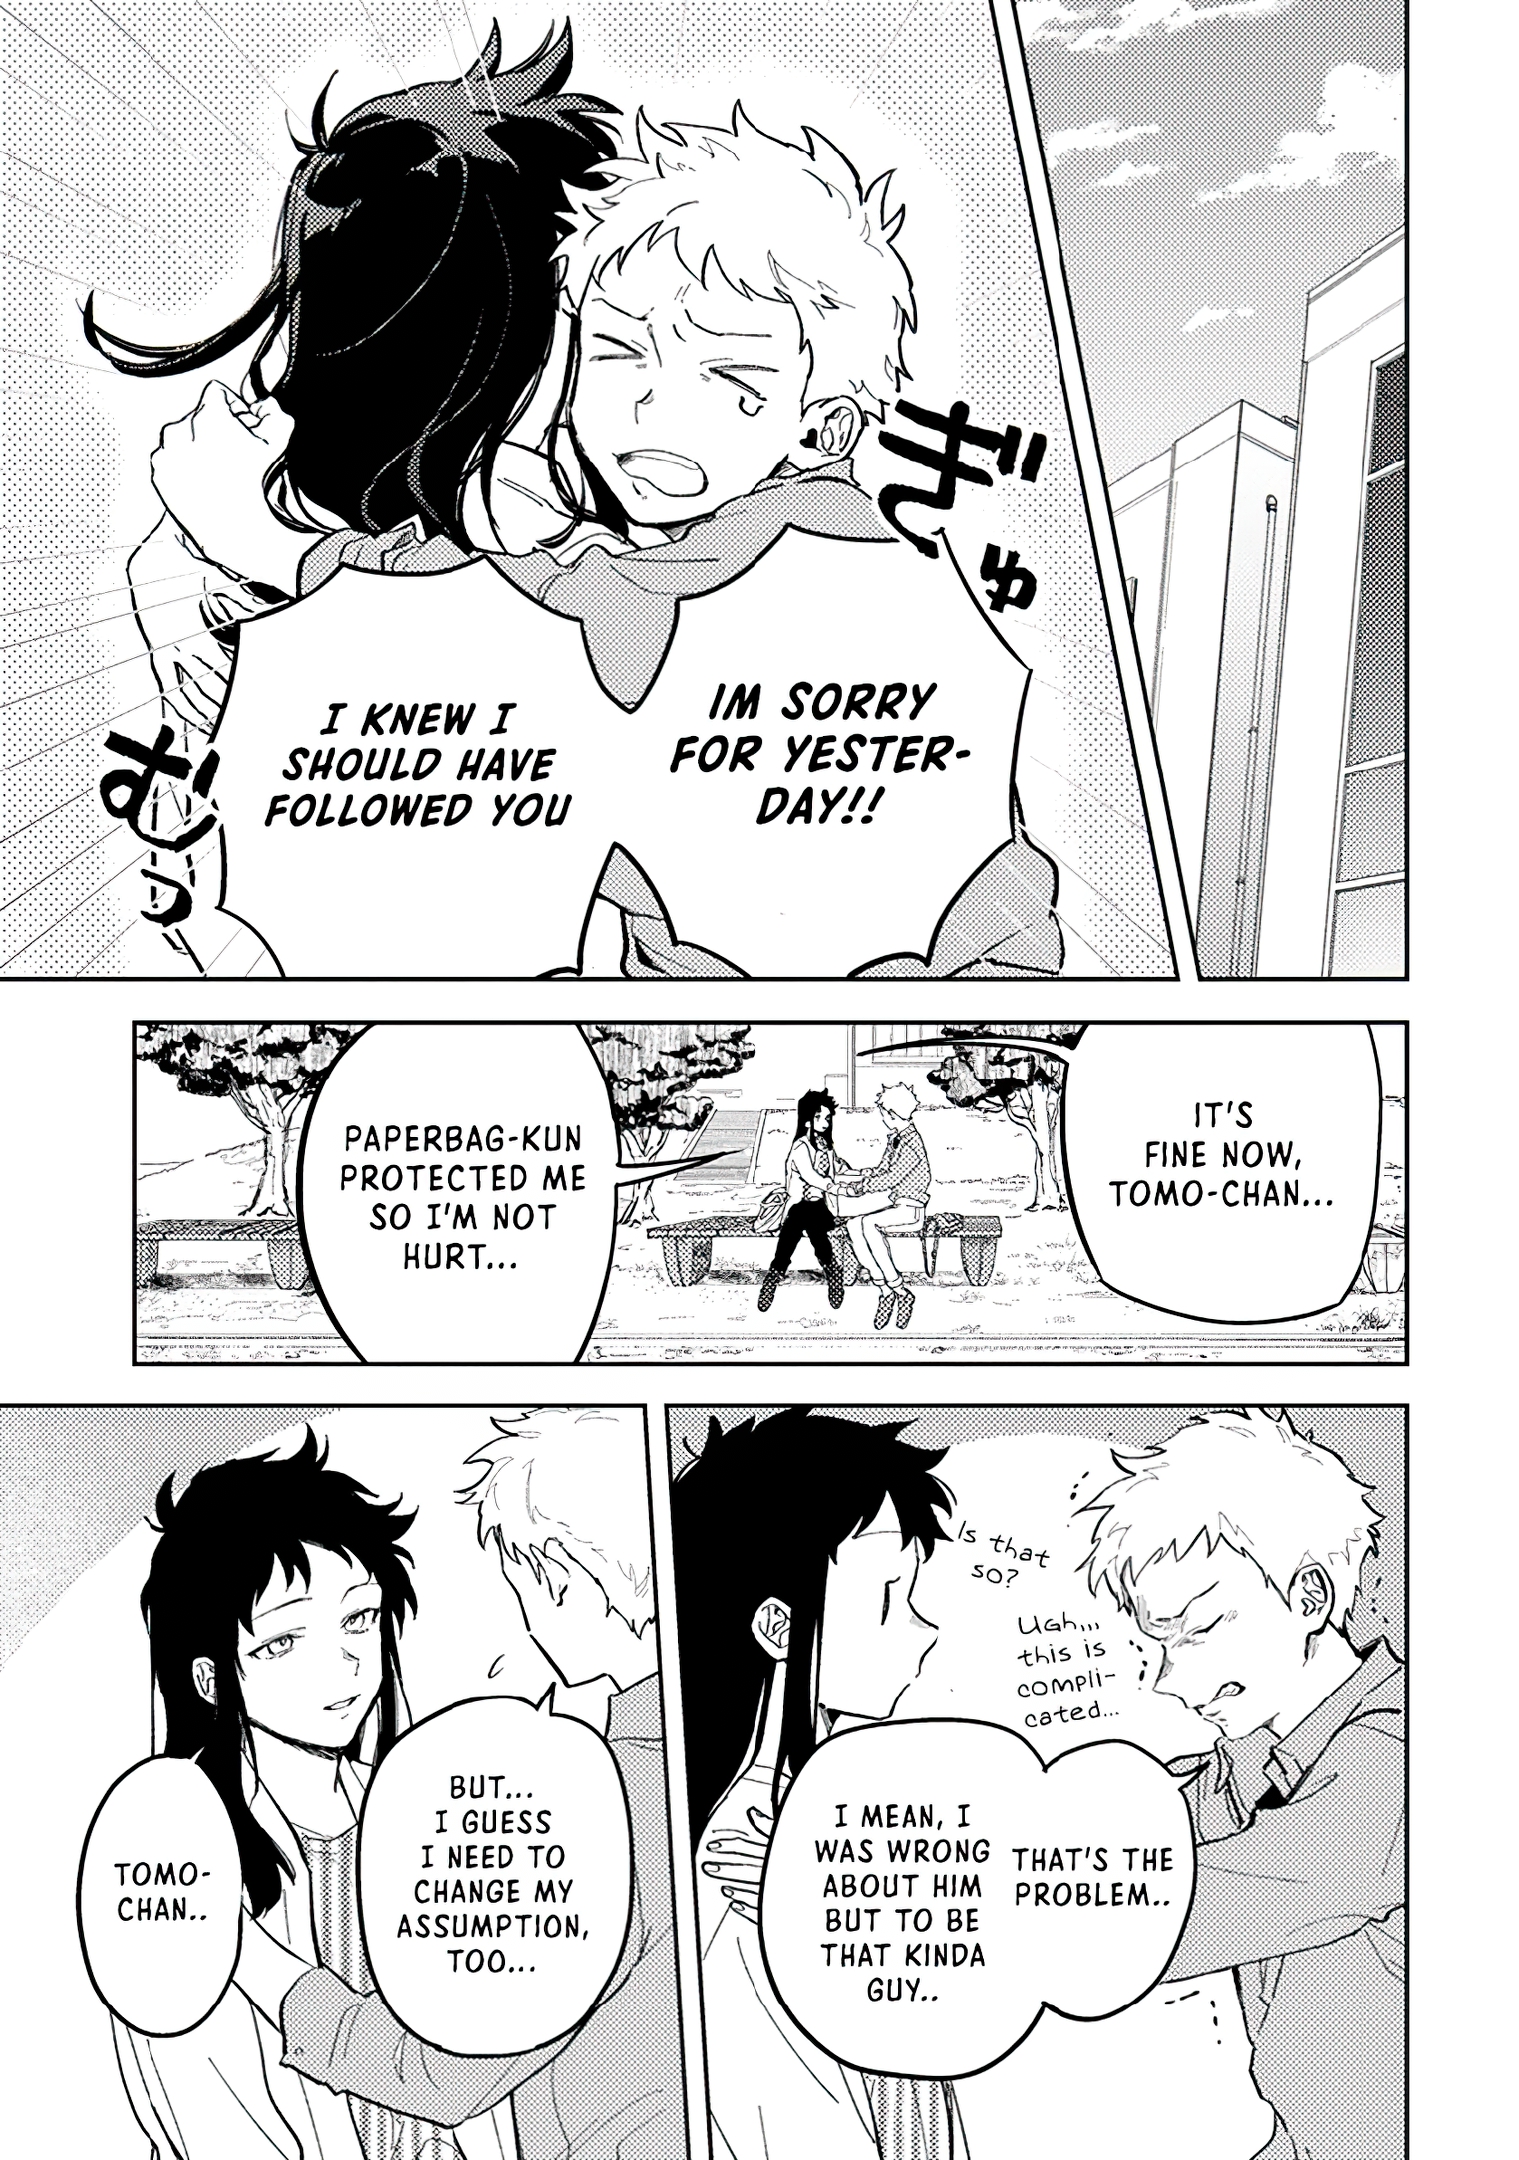 IM SORRY
FOR YESTER-
DAY!!
I KNEW I
SHOULD HAVE
FOLLOWED YOU
ぎゅ
むっ
IT'S
FINE NOW,
TOMO-CHAN...
PAPERBAG-KUN
PROTECTED ME
SO I'M NOT
HURT...
Is that
so?
Ugh...
this is
compli-
cated...
THAT'S THE
PROBLEM..
I MEAN, I
WAS WRONG
ABOUT HIM
BUT TO BE
THAT KINDA
GUY..
BUT...
I GUESS
I NEED TO
CHANGE MY
ASSUMPTION,
TOO...
TOMO-
CHAN..